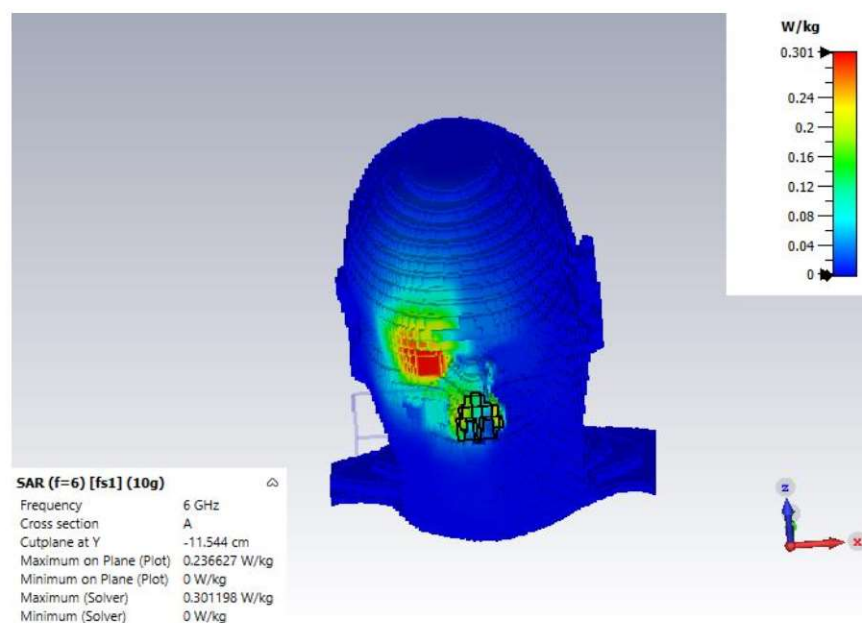 W/kg
0.301
0.24
0.2
0.16
0.12
0.08
0.04
0
SAR (f=6) [fs1] (10g)
Frequency 6 GHz
Cross section A
Cutplane at Y -11.544 cm
Maximum on Plane (Plot) 0.236627 W/kg
Minimum on Plane (Plot) 0 W/kg
Maximum (Solver) 0.301198 W/kg
Minimum (Solver) 0 W/kg
z
x